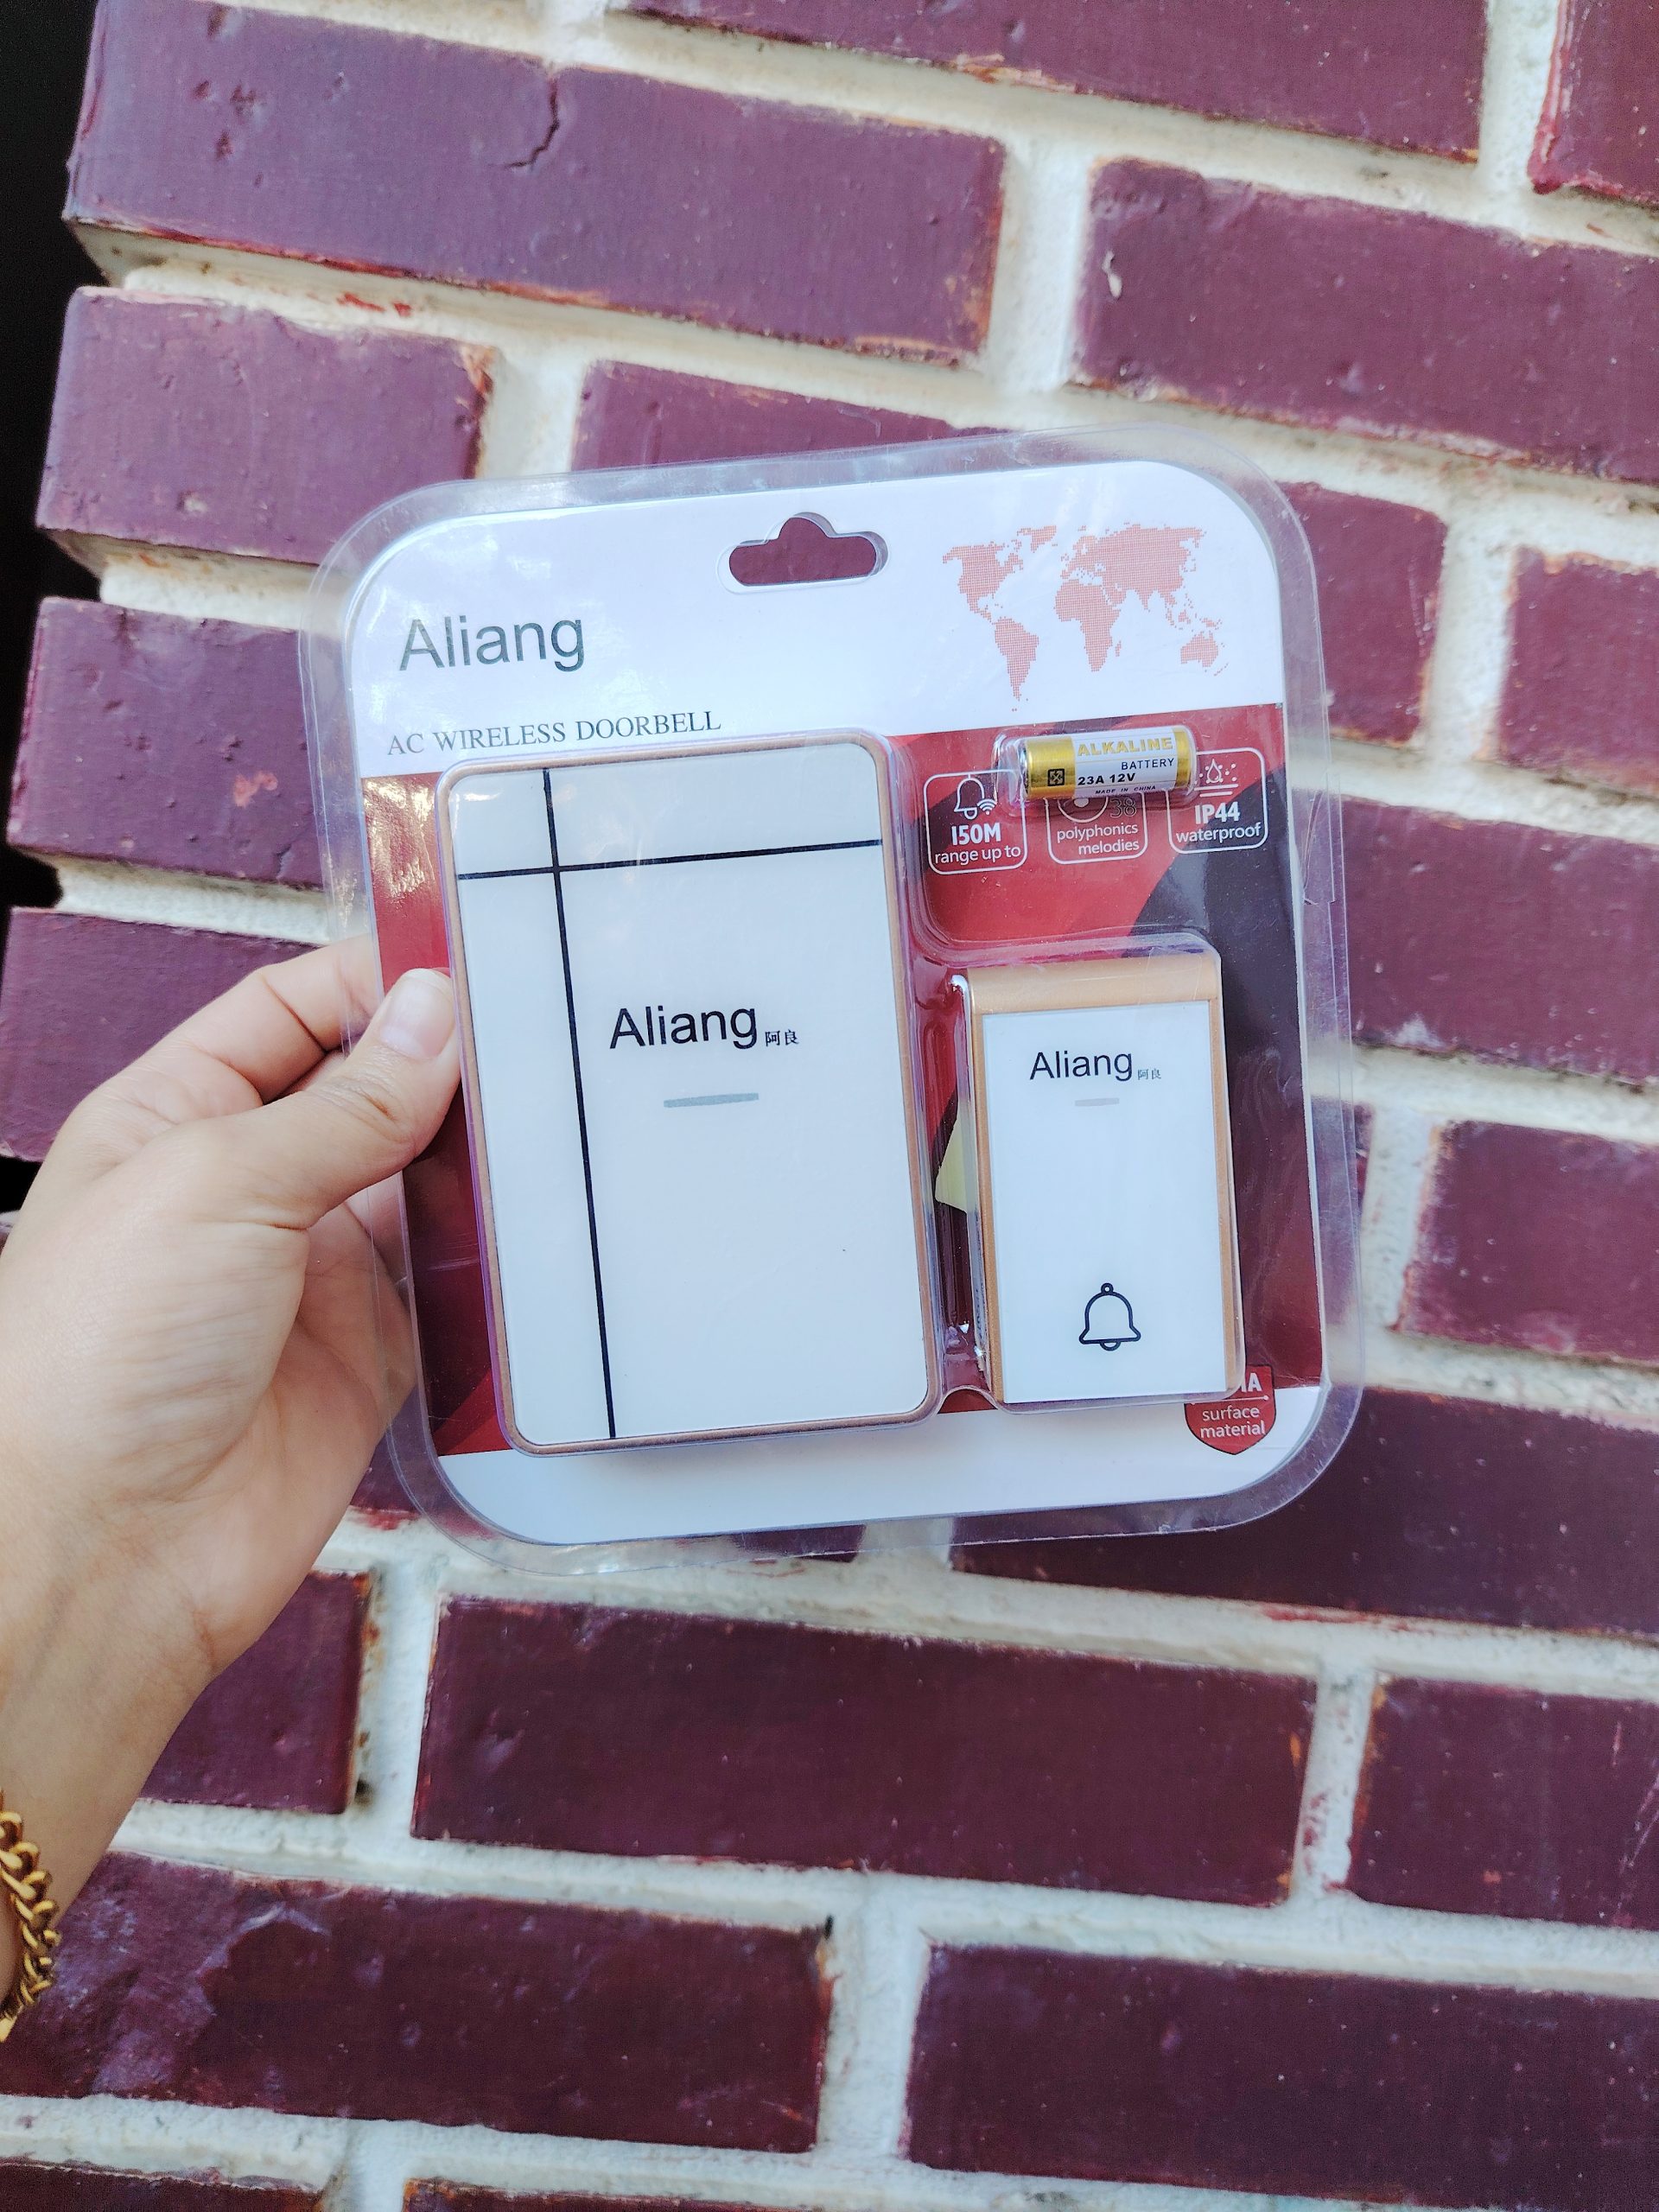 Aliang
AC WIRELESS DOORBELL
ALKALINE
BATTERY
23A 12V
MADE IN CHINA
150M
range up to
38
polyphonics
melodies
IP44
waterproof
Aliang 阿良
Aliang 阿良
surface
material